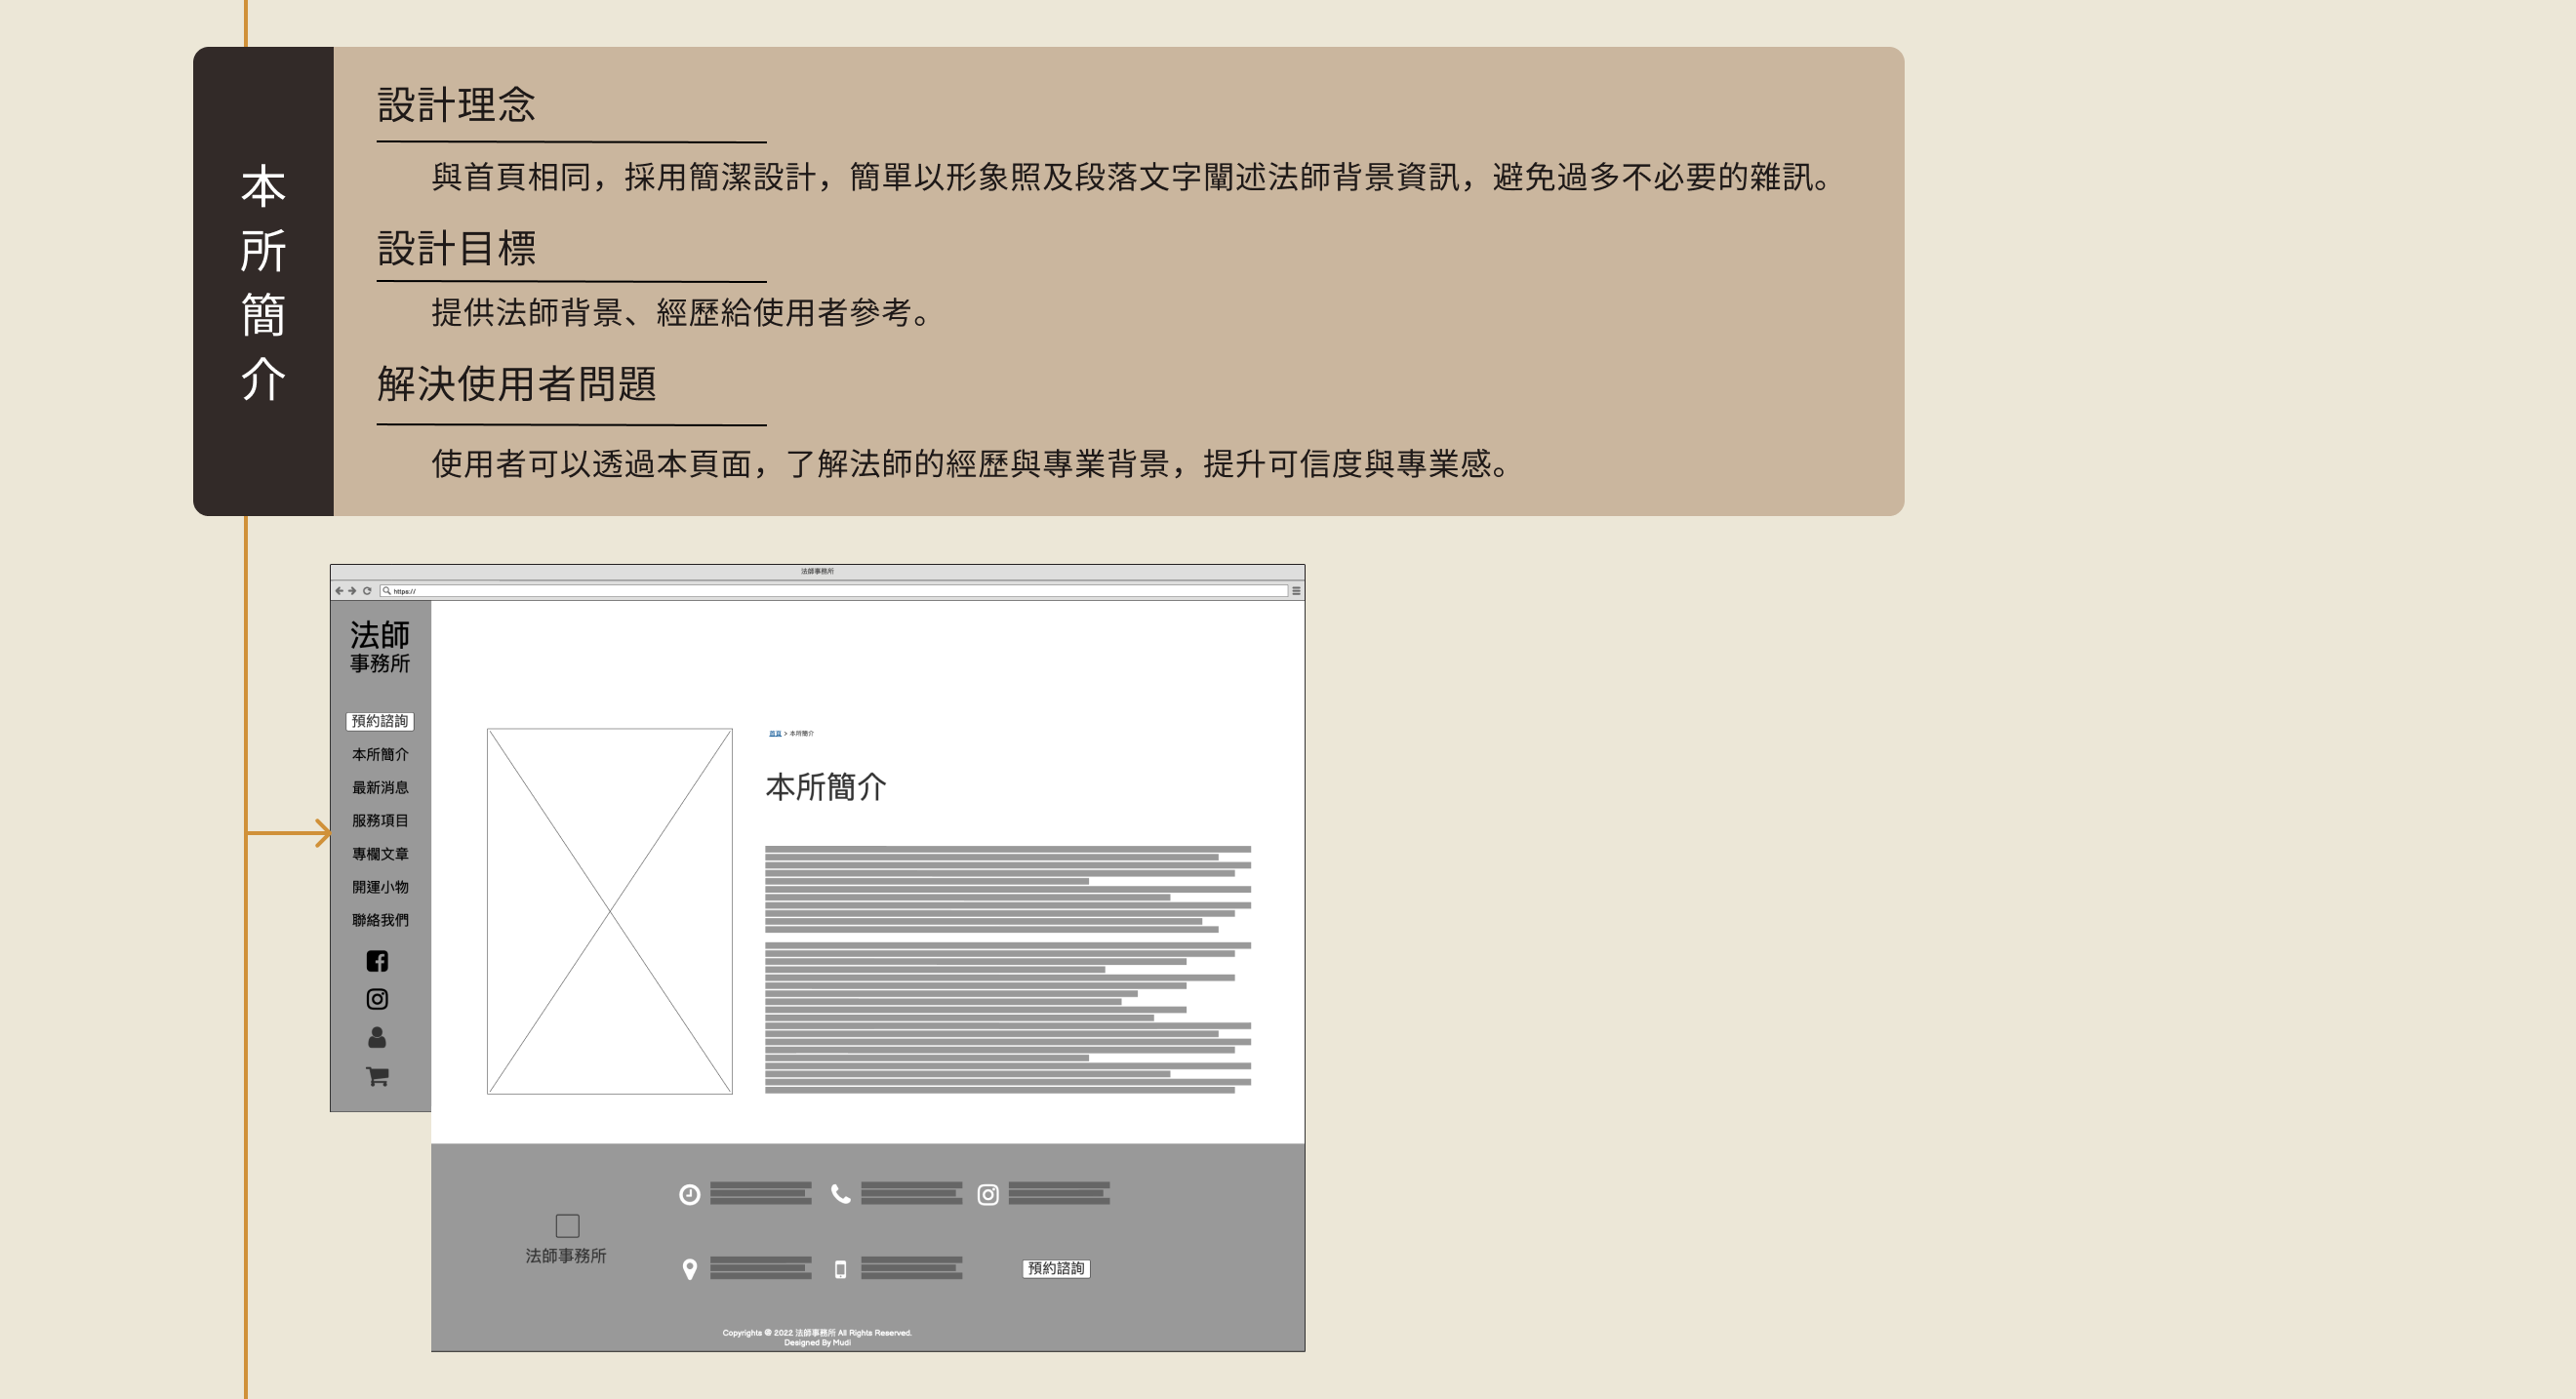 本所簡介
設計理念
與首頁相同，採用簡潔設計，簡單以形象照及段落文字闡述法師背景資訊，避免過多不必要的雜訊。
設計目標
提供法師背景、經歷給使用者參考。
解決使用者問題
使用者可以透過本頁面，了解法師的經歷與專業背景，提升可信度與專業感。
法師事務所
https://
法師
事務所
預約諮詢
本所簡介
最新消息
服務項目
專欄文章
開運小物
聯絡我們
首頁 > 本所簡介
本所簡介
法師事務所
預約諮詢
Copyrights @ 2022 法師事務所 All Rights Reserved.
Designed By Mudi